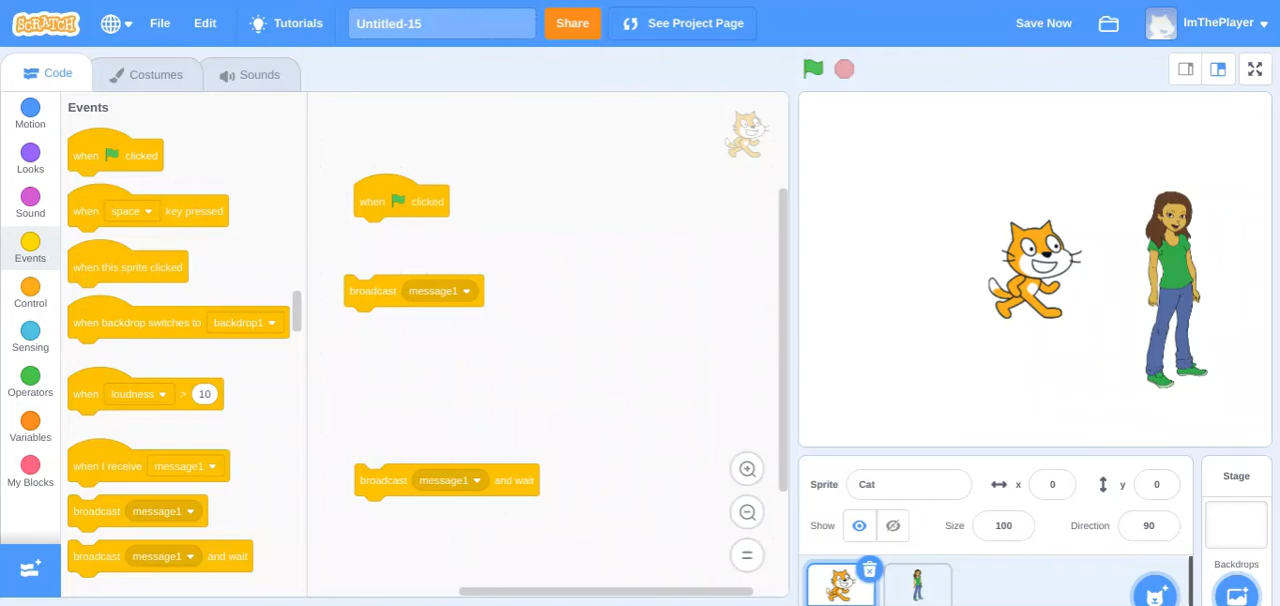 SCRATCH File Edit Tutorials Untitled-15 Share See Project Page Save Now ImThePlayer
Code Costumes Sounds
Motion
Looks
Sound
Events
Control
Sensing
Operators
Variables
My Blocks
Events
when clicked
when space key pressed
when this sprite clicked
when backdrop switches to backdrop1
when loudness > 10
when I receive message1
broadcast message1
broadcast message1 and wait
when clicked
broadcast message1
broadcast message1 and wait
Sprite Cat x 0 y 0
Show Size 100 Direction 90
Stage
Backdrops